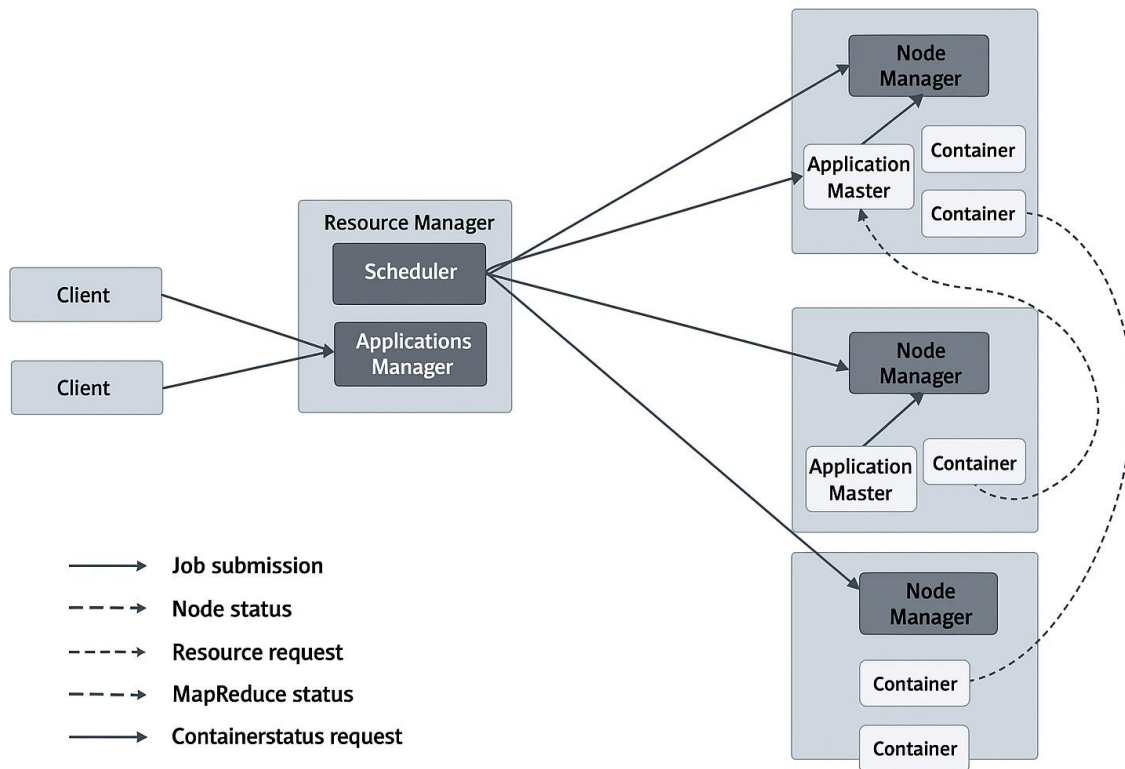 Client
Client
Resource Manager
Scheduler
Applications
Manager
Node
Manager
Application
Master
Container
Container
Node
Manager
Application
Master
Container
Node
Manager
Container
Container
Job submission
Node status
Resource request
MapReduce status
Containerstatus request